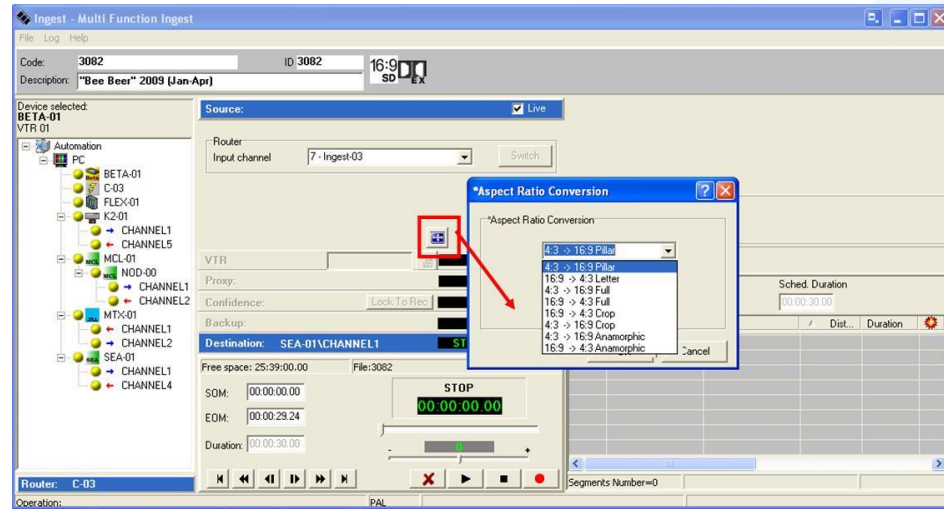 Ingest - Multi Function Ingest
File Log Help
Code: 3082 ID 3082
Description: "Bee Beer" 2009 (Jan-Apr)
16:9
SD EX
Device selected:
BETA-01
VTR 01
Automation
PC
BETA-01
C-03
FLEX-01
K2-01
CHANNEL1
CHANNEL5
MCL-01
NOD-00
CHANNEL1
CHANNEL2
MTX-01
CHANNEL1
CHANNEL2
SEA-01
CHANNEL1
CHANNEL4
Router: C-03
Operation:
Source: Live
Router
Input channel 7 - Ingest-03 Switch
VTR
Proxy:
Confidence: Lock To Rec
Backup:
Destination: SEA-01\CHANNEL1 ST
Free space: 25:39:00.00 File:3082
SOM: 00:00:00.00
EOM: 00:00:29.24
Duration: 00:00:30.00
STOP
00:00:00.00
- 0 +
PAL
*Aspect Ratio Conversion
*Aspect Ratio Conversion
4:3 -> 16:9 Pillar
4:3 -> 16:9 Pillar
16:9 -> 4:3 Letter
4:3 -> 16:9 Full
16:9 -> 4:3 Full
16:9 -> 4:3 Crop
4:3 -> 16:9 Crop
4:3 -> 16:9 Anamorphic
16:9 -> 4:3 Anamorphic
Cancel
Sched. Duration
00:00:30.00
Dist... Duration
Segments Number=0